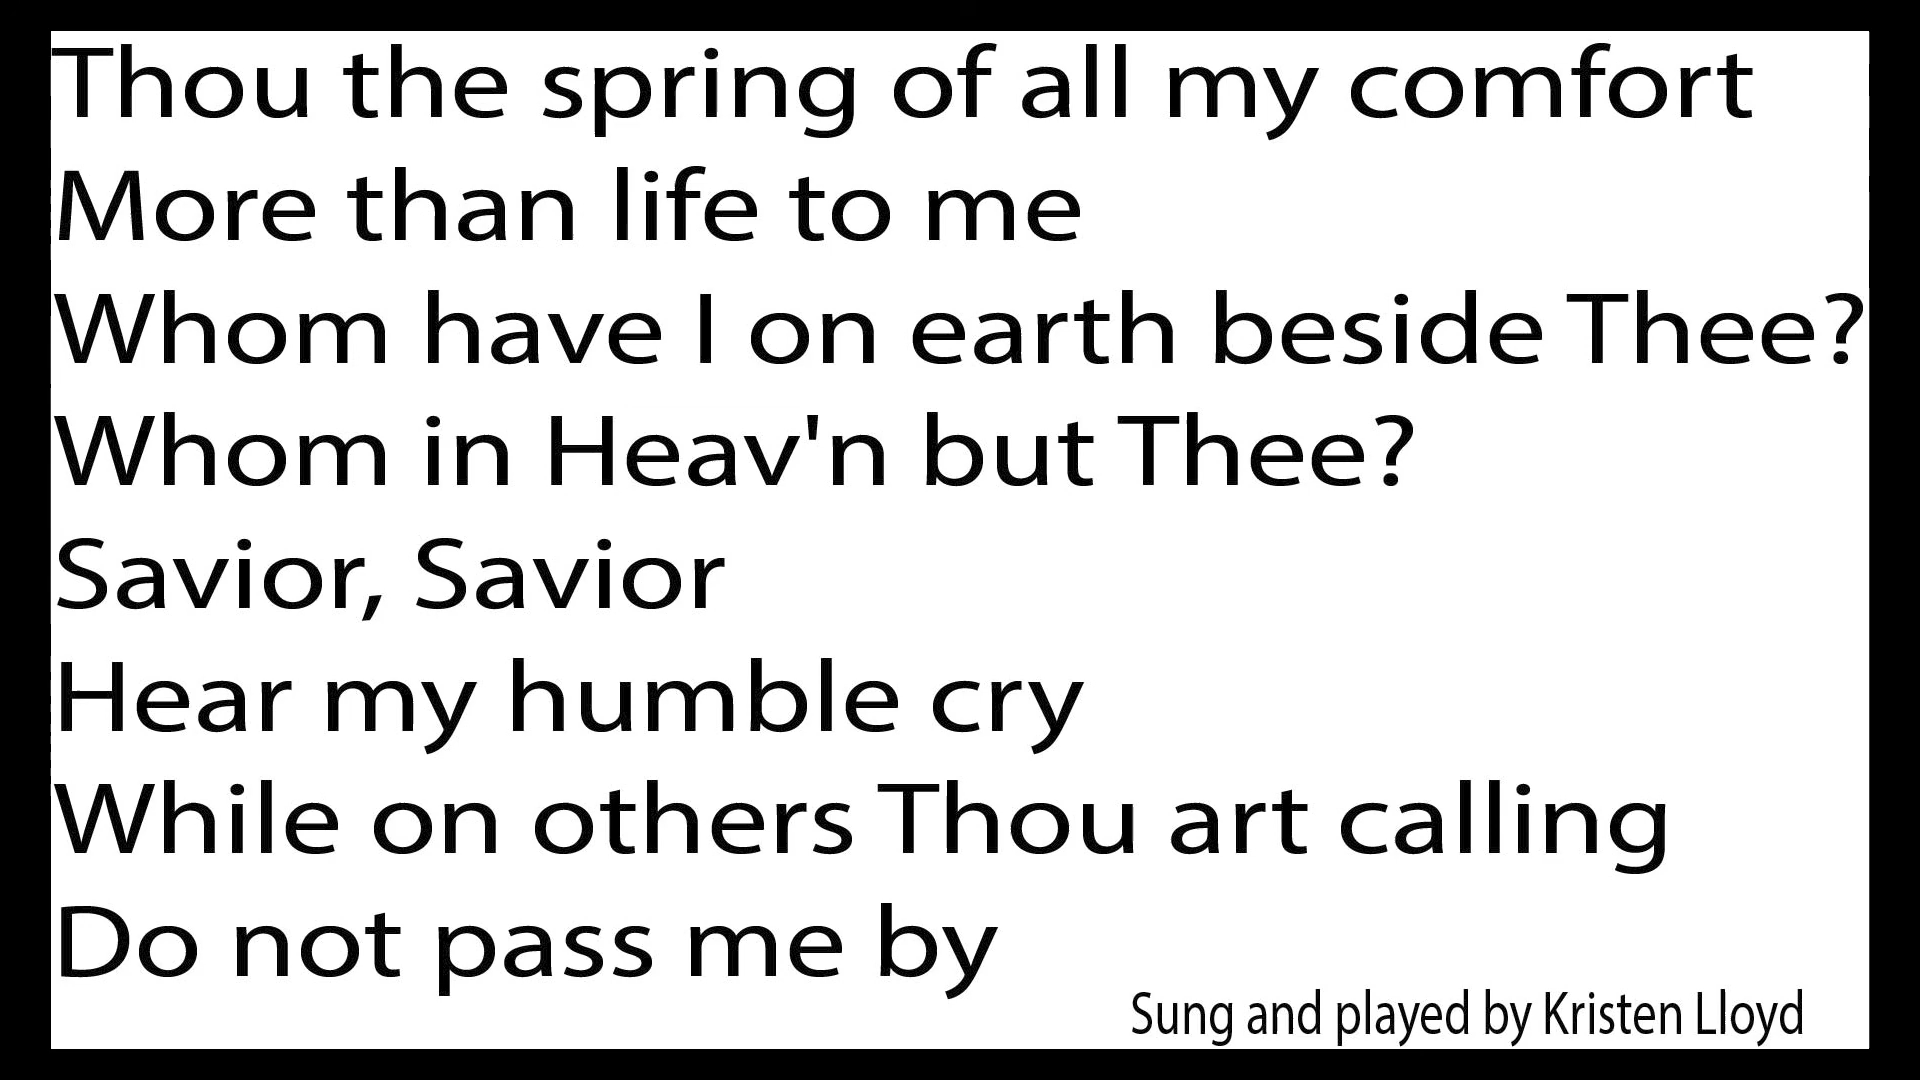 Thou the spring of all my comfort
More than life to me
Whom have I on earth beside Thee?
Whom in Heav'n but Thee?
Savior, Savior
Hear my humble cry
While on others Thou art calling
Do not pass me by
Sung and played by Kristen Lloyd